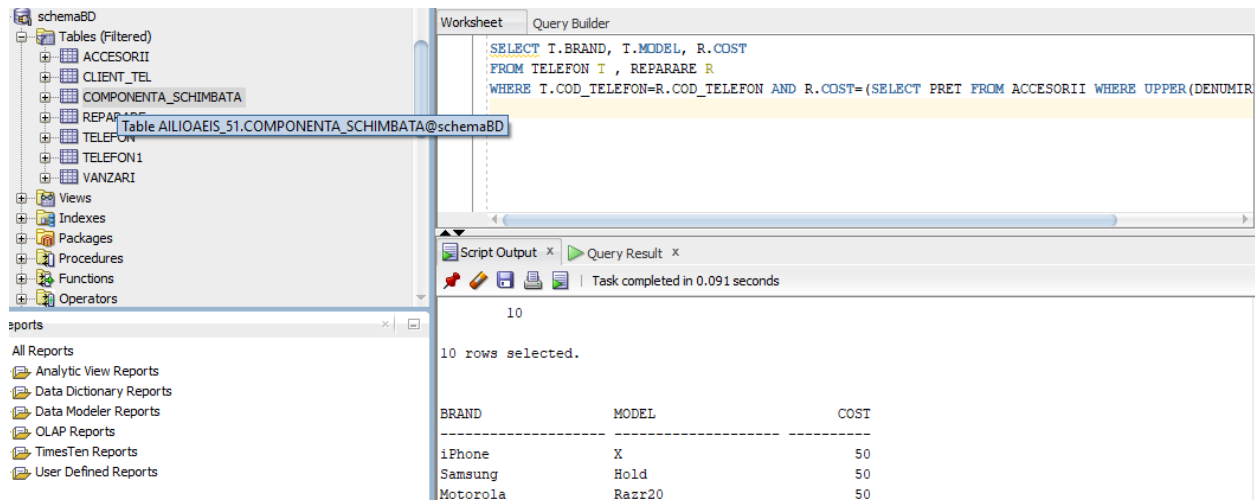 schemaBD
Tables (Filtered)
ACCESORII
CLIENT_TEL
COMPONENTA_SCHIMBATA
Table AILIOAEIS_51.COMPONENTA_SCHIMBATA@schemaBD
TELEFON
TELEFON1
VANZARI
Views
Indexes
Packages
Procedures
Functions
Operators
eports
All Reports
Analytic View Reports
Data Dictionary Reports
Data Modeler Reports
OLAP Reports
TimesTen Reports
User Defined Reports
Worksheet Query Builder
SELECT T.BRAND, T.MODEL, R.COST
FROM TELEFON T , REPARARE R
WHERE T.COD_TELEFON=R.COD_TELEFON AND R.COST=(SELECT PRET FROM ACCESORII WHERE UPPER(DENUMIR
Script Output x Query Result x
Task completed in 0.091 seconds
10
10 rows selected.
BRAND MODEL COST
-------------------- -------------------- ----------
iPhone X 50
Samsung Hold 50
Motorola Razr20 50